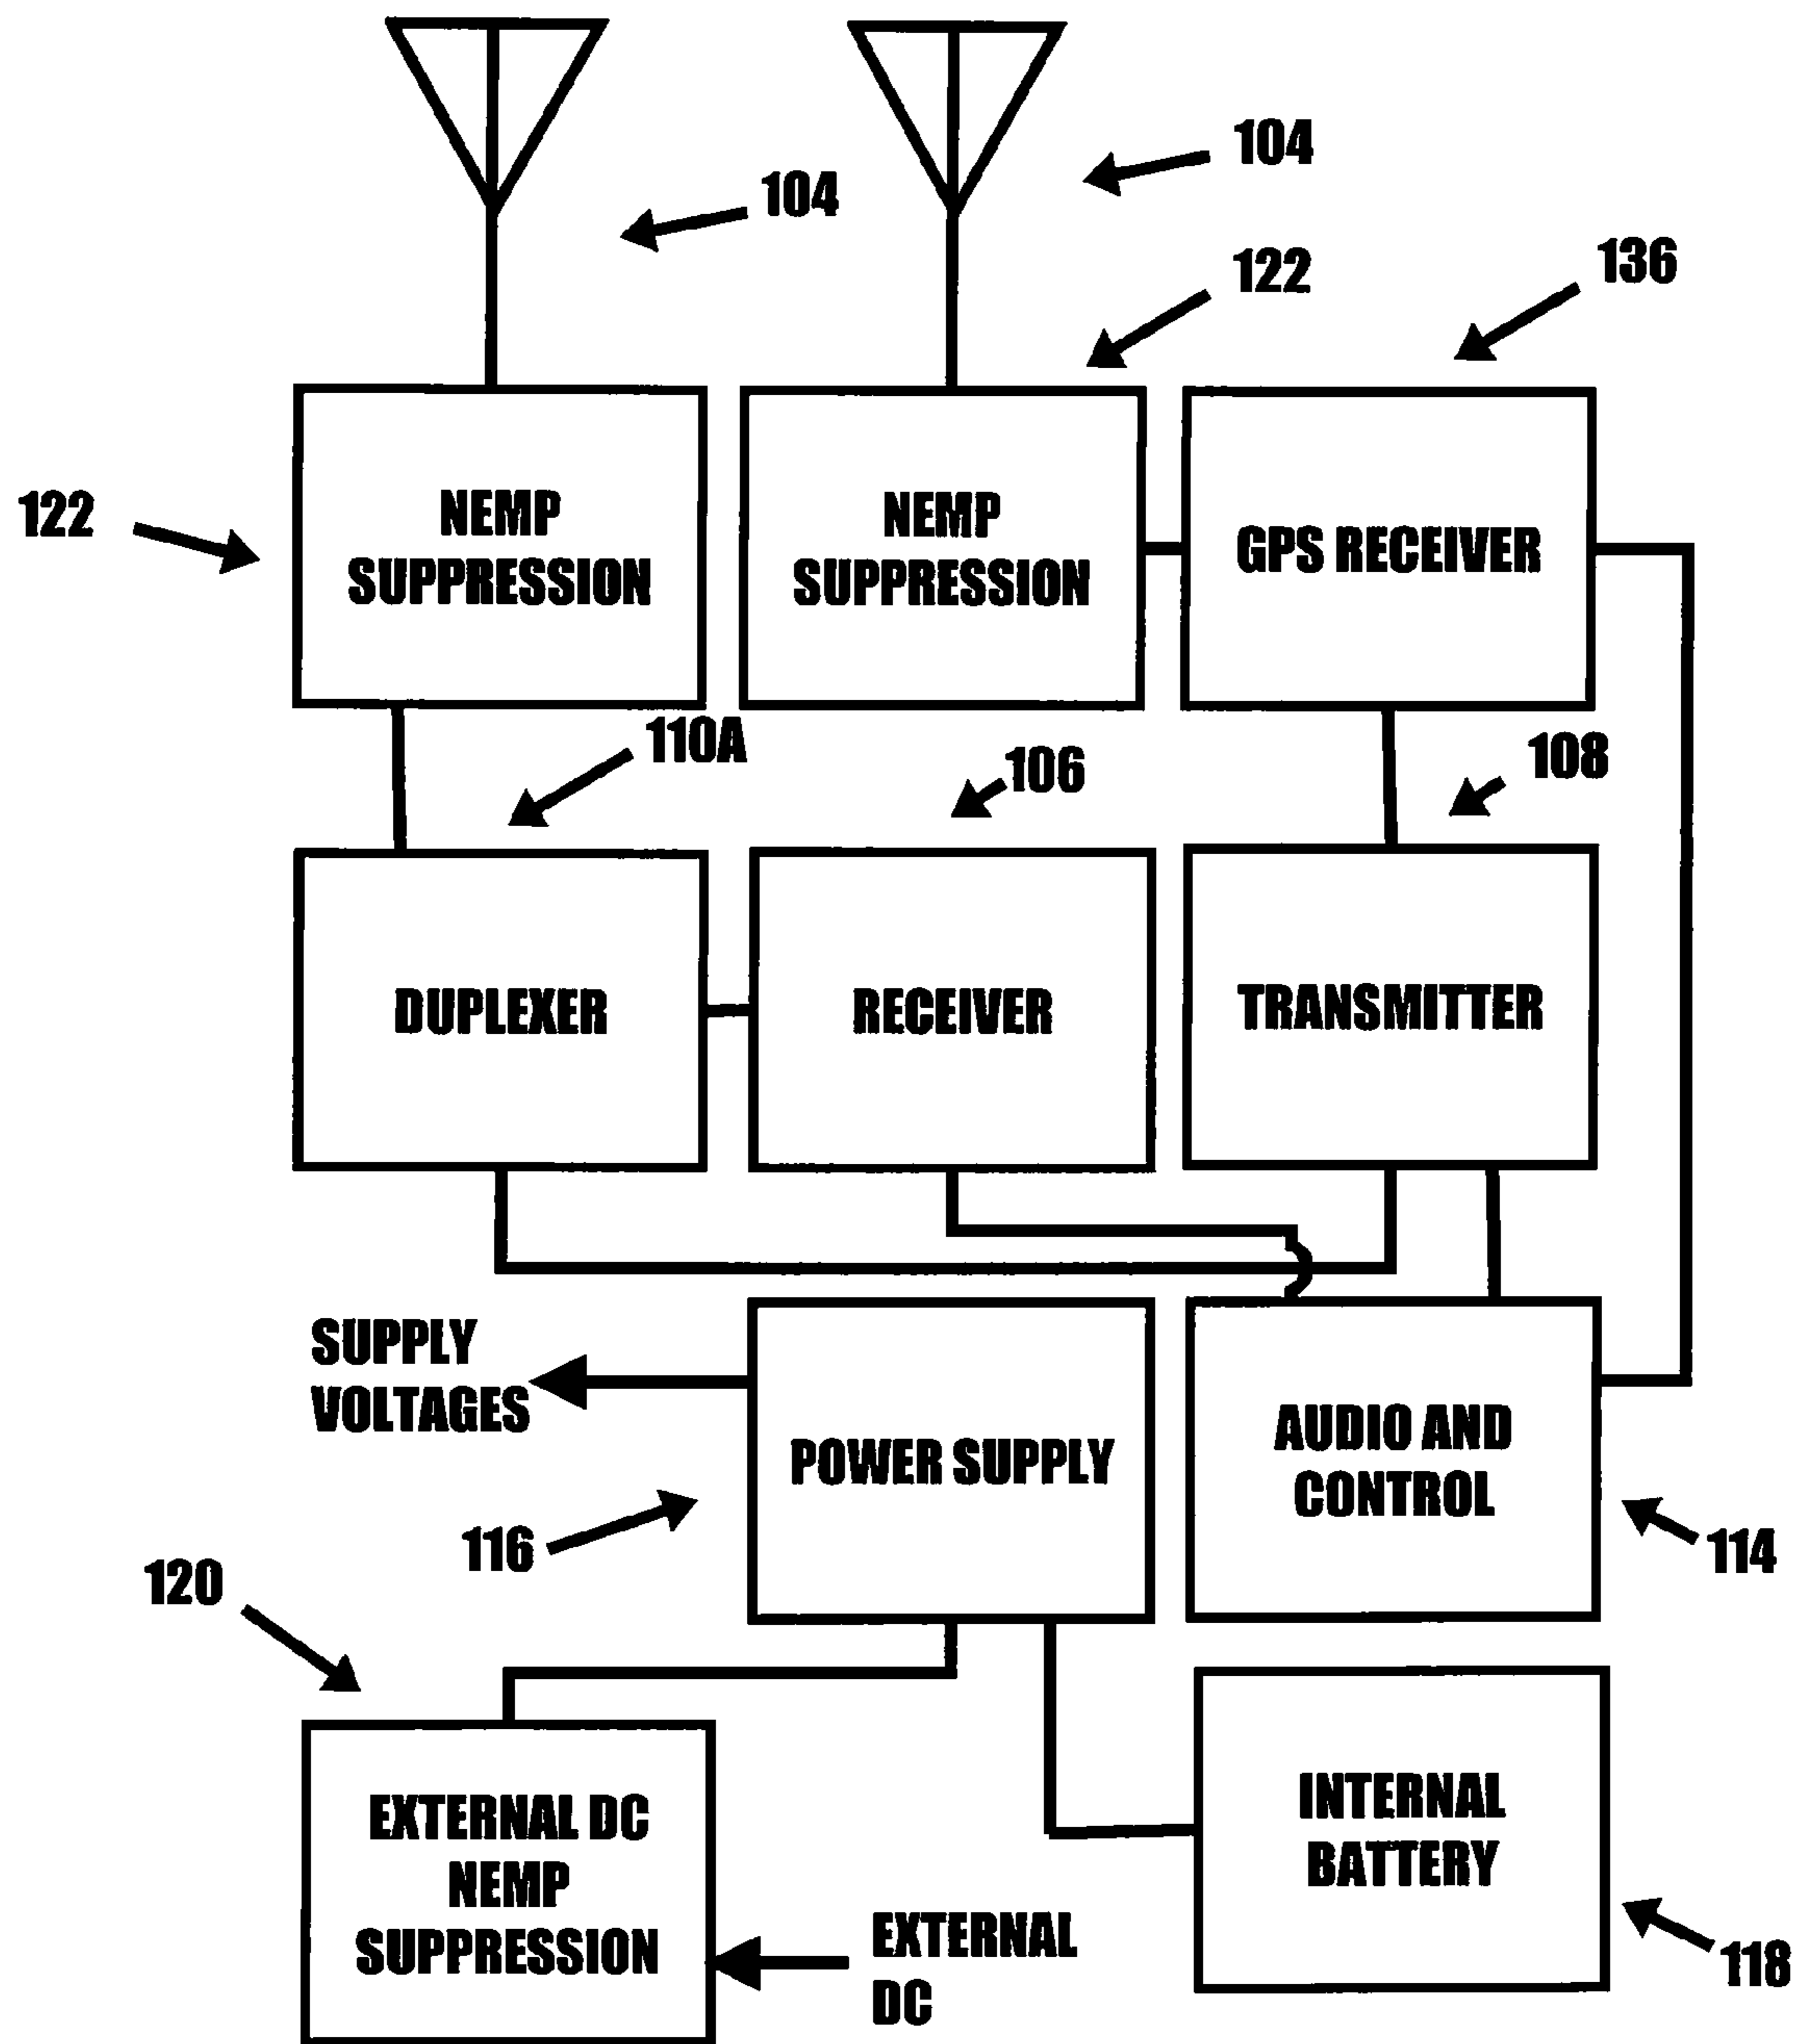 104
104
122
136
122
NEMP
SUPPRESSION
NEMP
SUPPRESSION
GPS RECEIVER
110A
106
108
DUPLEXER
RECEIVER
TRANSMITTER
SUPPLY
VOLTAGES
POWER SUPPLY
AUDIO AND
CONTROL
116
114
120
EXTERNAL DC
NEMP
SUPPRESSION
INTERNAL
BATTERY
EXTERNAL
DC
118